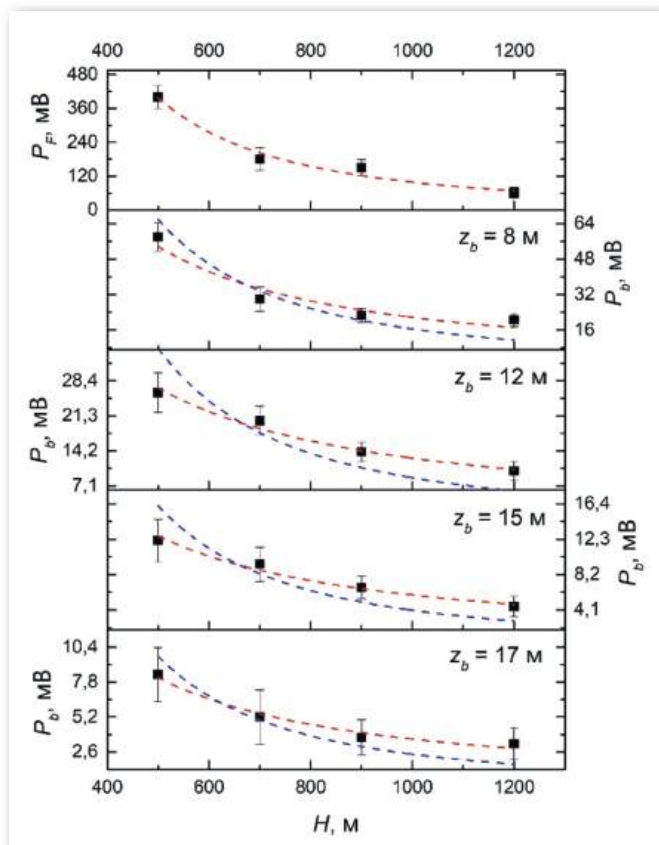 400 600 800 1000 1200
480
360
240
120
0
P_F, мВ
z_b = 8 м
64
48
32
16
P_b, мВ
z_b = 12 м
28,4
21,3
14,2
7,1
P_b, мВ
z_b = 15 м
16,4
12,3
8,2
4,1
P_b, мВ
z_b = 17 м
10,4
7,8
5,2
2,6
P_b, мВ
400 600 800 1000 1200
H, м